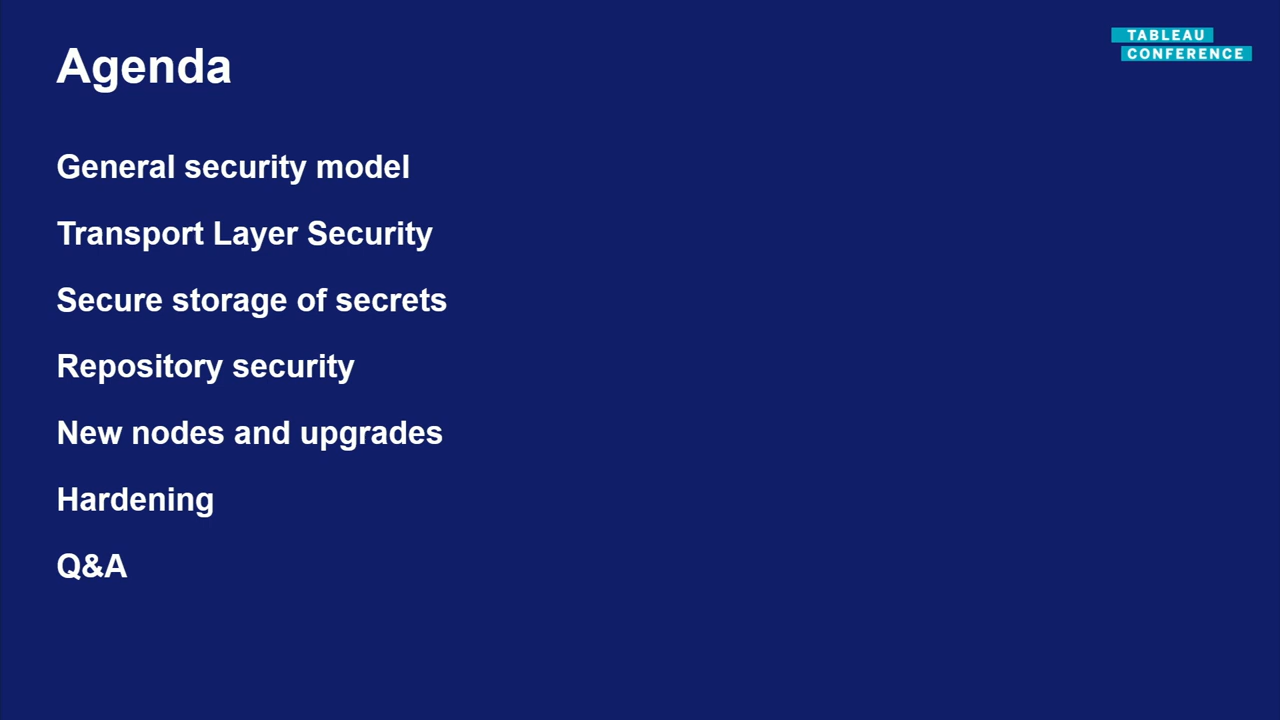 Agenda
TABLEAU
CONFERENCE
General security model
Transport Layer Security
Secure storage of secrets
Repository security
New nodes and upgrades
Hardening
Q&A